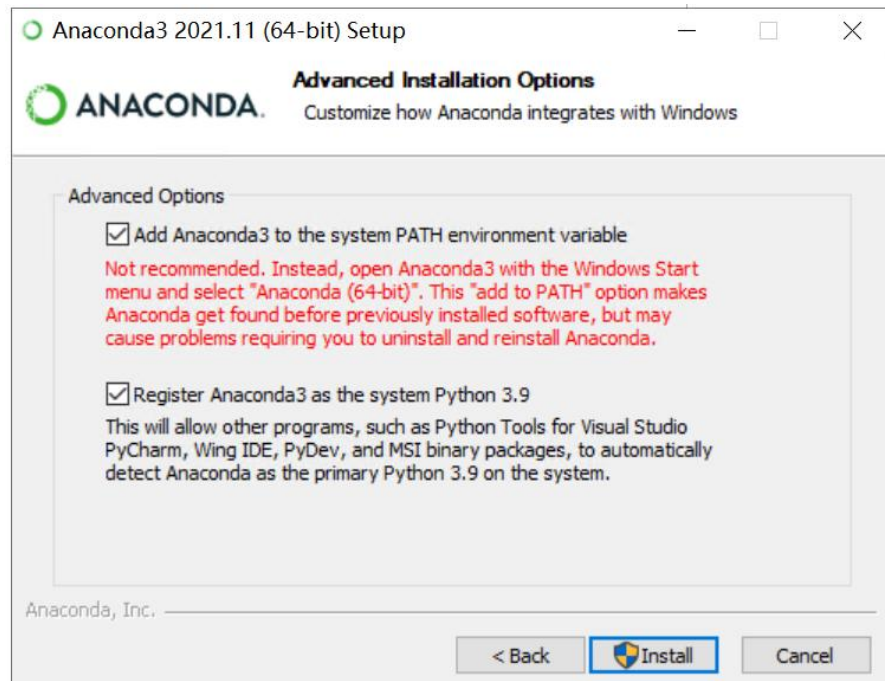 Anaconda3 2021.11 (64-bit) Setup
ANACONDA.
Advanced Installation Options
Customize how Anaconda integrates with Windows
Advanced Options
Add Anaconda3 to the system PATH environment variable
Not recommended. Instead, open Anaconda3 with the Windows Start
menu and select "Anaconda (64-bit)". This "add to PATH" option makes
Anaconda get found before previously installed software, but may
cause problems requiring you to uninstall and reinstall Anaconda.
Register Anaconda3 as the system Python 3.9
This will allow other programs, such as Python Tools for Visual Studio
PyCharm, Wing IDE, PyDev, and MSI binary packages, to automatically
detect Anaconda as the primary Python 3.9 on the system.
Anaconda, Inc.
< Back Install Cancel